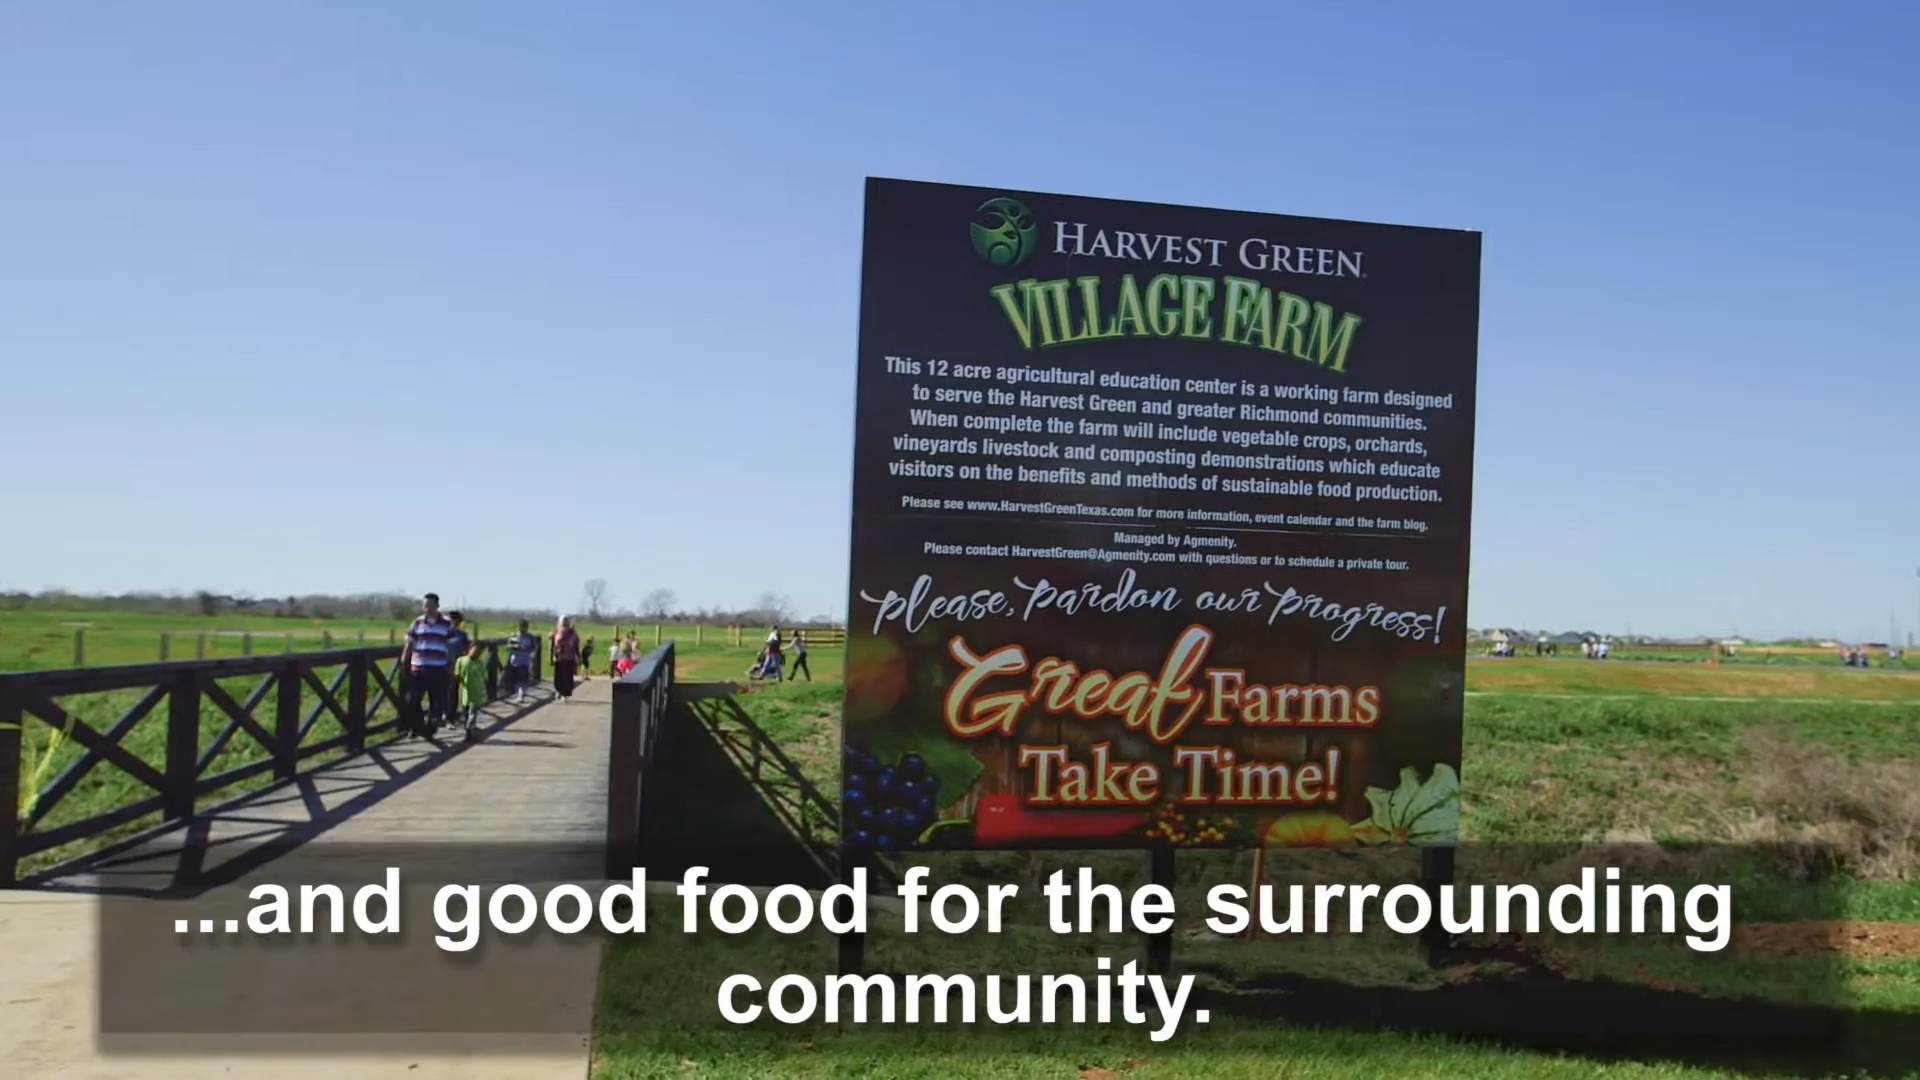 HARVEST GREEN
VILLAGE FARM
This 12 acre agricultural education center is a working farm designed
to serve the Harvest Green and greater Richmond communities.
When complete the farm will include vegetable crops, orchards,
vineyards livestock and composting demonstrations which educate
visitors on the benefits and methods of sustainable food production.
Please see www.HarvestGreenTexas.com for more information, event calendar and the farm blog.
Managed by Agmenity.
Please contact HarvestGreen@Agmenity.com with questions or to schedule a private tour.
please, pardon our progress!
Great Farms
Take Time!
...and good food for the surrounding
community.